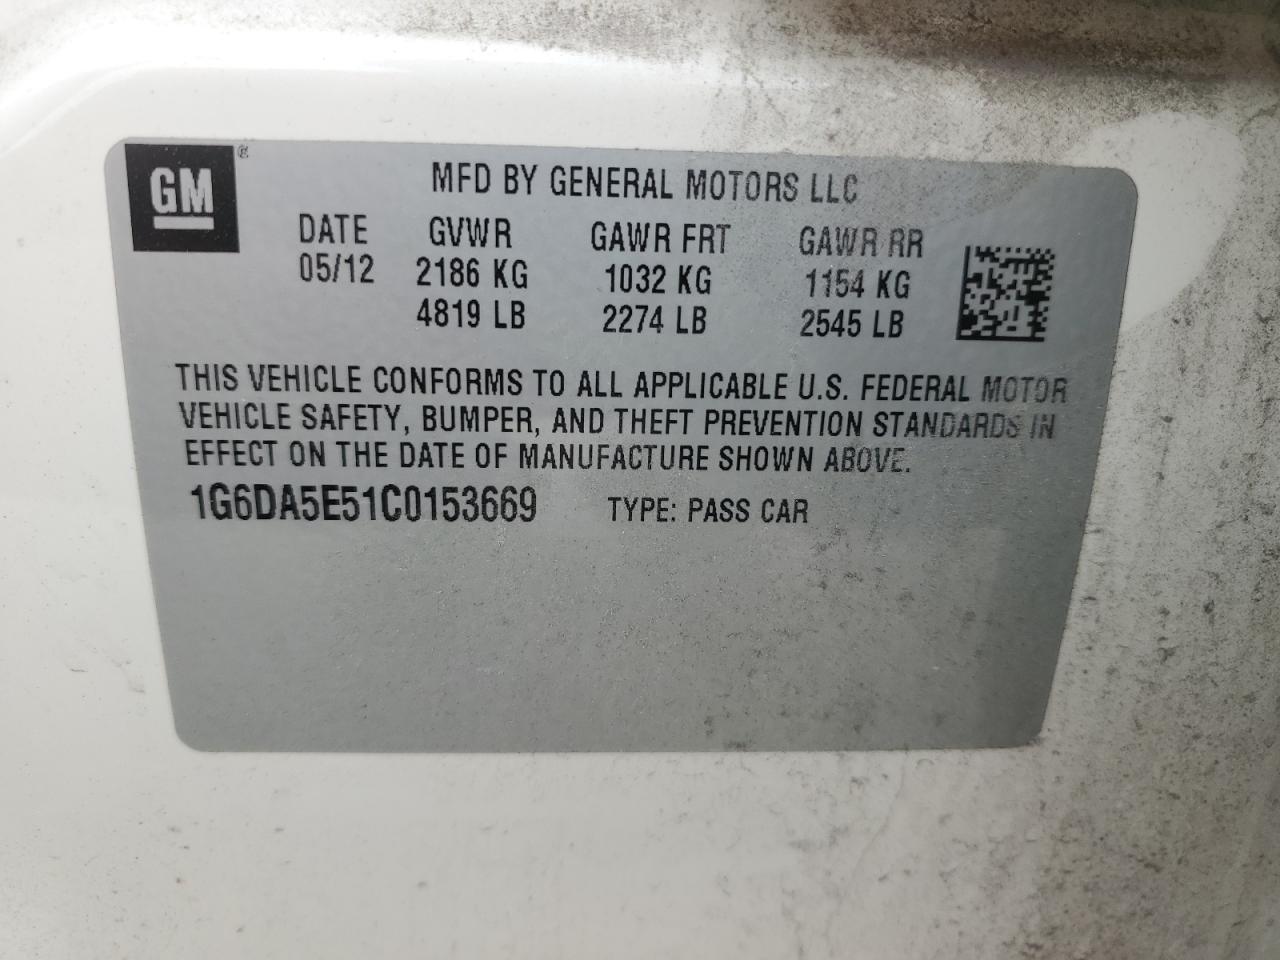 GM ®
MFD BY GENERAL MOTORS LLC
DATE GVWR GAWR FRT GAWR RR
05/12 2186 KG 1032 KG 1154 KG
4819 LB 2274 LB 2545 LB
THIS VEHICLE CONFORMS TO ALL APPLICABLE U.S. FEDERAL MOTOR
VEHICLE SAFETY, BUMPER, AND THEFT PREVENTION STANDARDS IN
EFFECT ON THE DATE OF MANUFACTURE SHOWN ABOVE.
1G6DA5E51C0153669 TYPE: PASS CAR